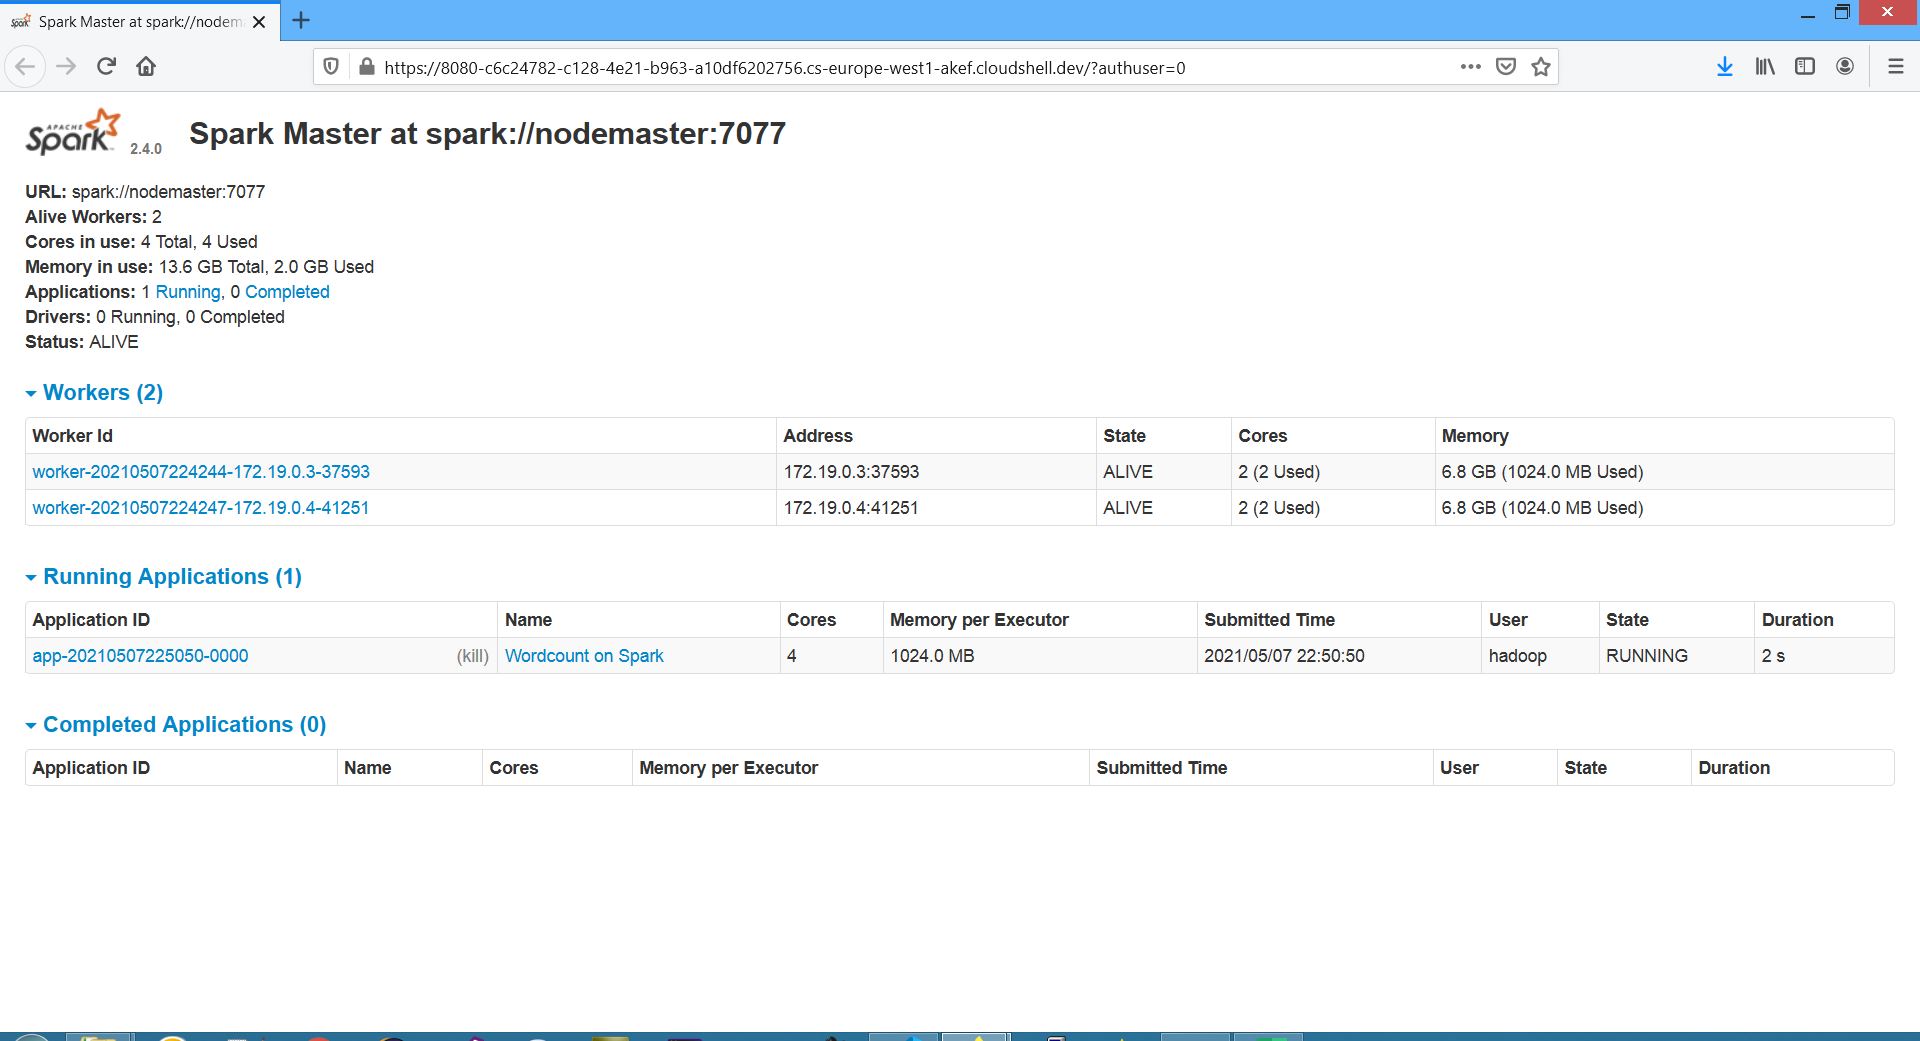 Spark Master at spark://nodem
https://8080-c6c24782-c128-4e21-b963-a10df6202756.cs-europe-west1-akef.cloudshell.dev/?authuser=0
APACHE Spark 2.4.0 Spark Master at spark://nodemaster:7077
URL: spark://nodemaster:7077
Alive Workers: 2
Cores in use: 4 Total, 4 Used
Memory in use: 13.6 GB Total, 2.0 GB Used
Applications: 1 Running, 0 Completed
Drivers: 0 Running, 0 Completed
Status: ALIVE
Workers (2)
Worker Id Address State Cores Memory
worker-20210507224244-172.19.0.3-37593 172.19.0.3:37593 ALIVE 2 (2 Used) 6.8 GB (1024.0 MB Used)
worker-20210507224247-172.19.0.4-41251 172.19.0.4:41251 ALIVE 2 (2 Used) 6.8 GB (1024.0 MB Used)
Running Applications (1)
Application ID Name Cores Memory per Executor Submitted Time User State Duration
app-20210507225050-0000 (kill) Wordcount on Spark 4 1024.0 MB 2021/05/07 22:50:50 hadoop RUNNING 2 s
Completed Applications (0)
Application ID Name Cores Memory per Executor Submitted Time User State Duration